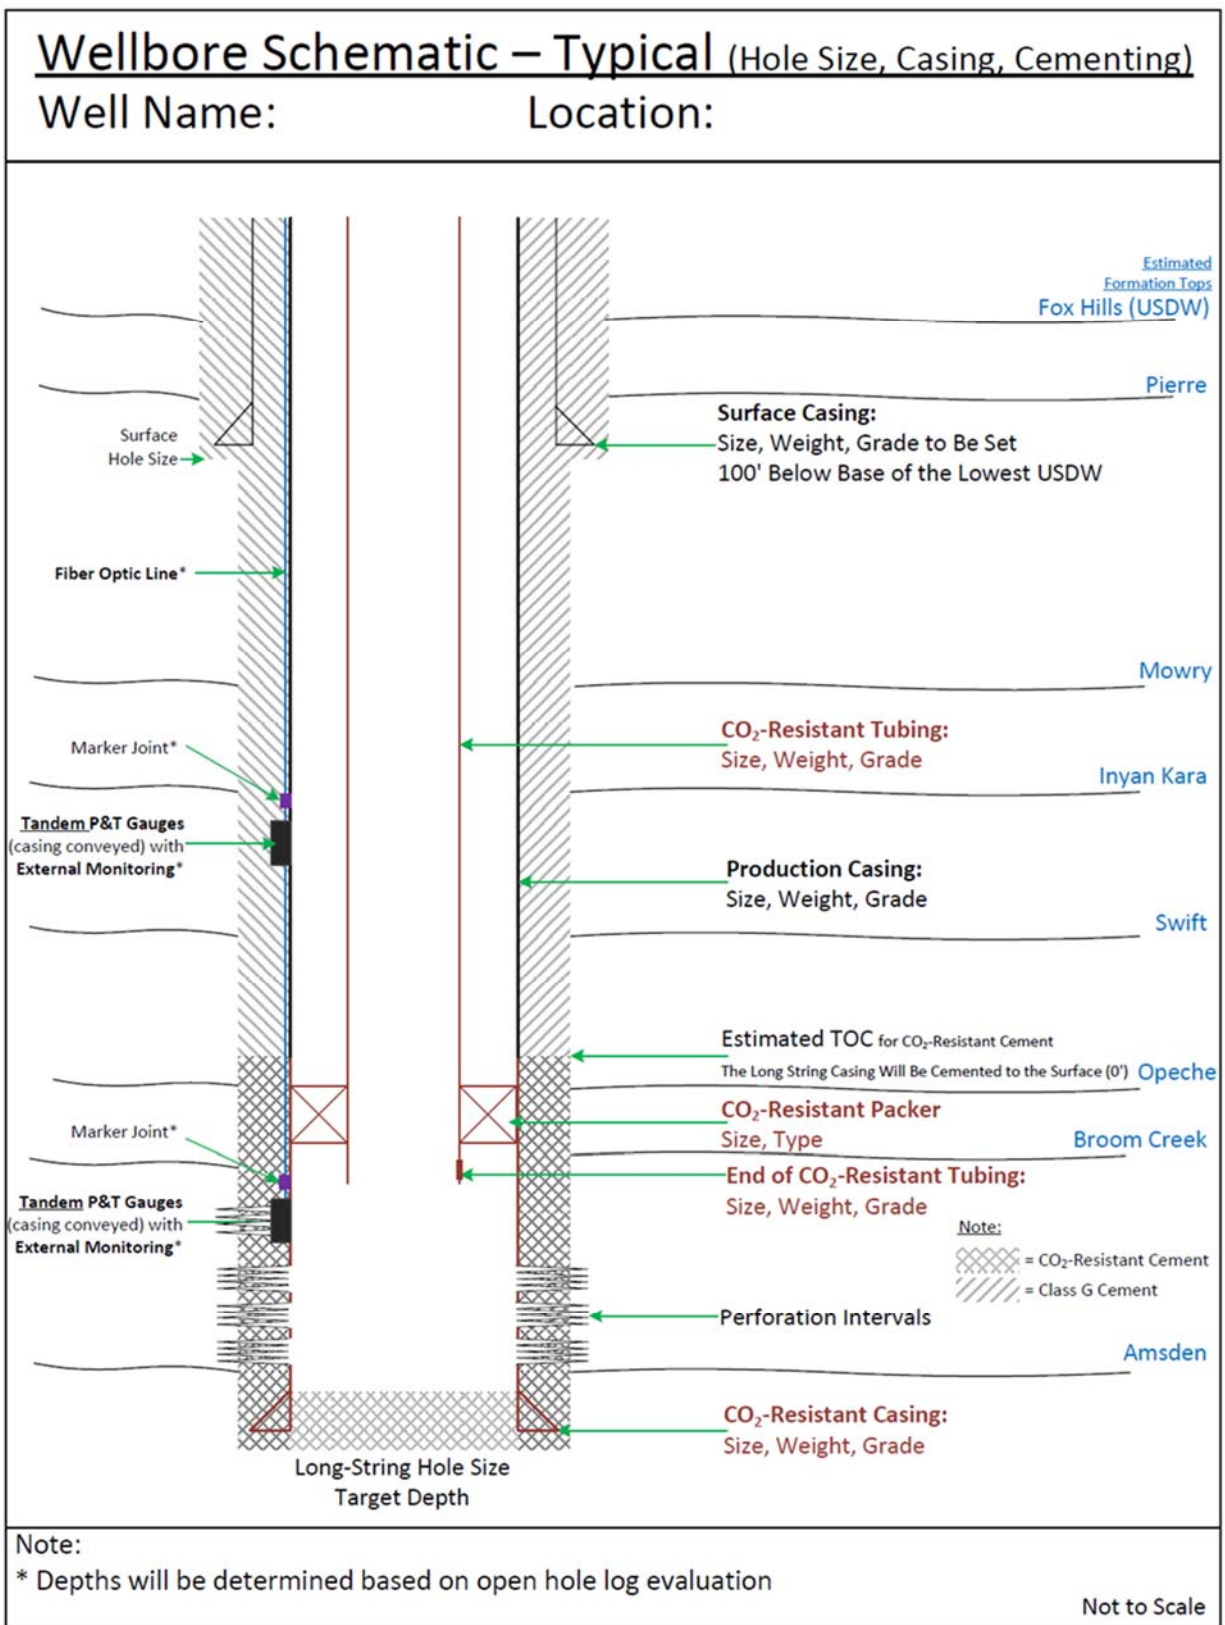 Wellbore Schematic – Typical (Hole Size, Casing, Cementing)
Well Name: Location:
Estimated
Formation Tops
Fox Hills (USDW)
Pierre
Surface Casing:
Size, Weight, Grade to Be Set
100' Below Base of the Lowest USDW
Surface
Hole Size
Fiber Optic Line*
Mowry
CO₂-Resistant Tubing:
Size, Weight, Grade
Marker Joint*
Inyan Kara
Tandem P&T Gauges
(casing conveyed) with
External Monitoring*
Production Casing:
Size, Weight, Grade
Swift
Estimated TOC for CO₂-Resistant Cement
The Long String Casing Will Be Cemented to the Surface (0')
Opeche
CO₂-Resistant Packer
Size, Type
Marker Joint*
Broom Creek
End of CO₂-Resistant Tubing:
Size, Weight, Grade
Tandem P&T Gauges
(casing conveyed) with
External Monitoring*
Note:
= CO₂-Resistant Cement
= Class G Cement
Perforation Intervals
Amsden
CO₂-Resistant Casing:
Size, Weight, Grade
Long-String Hole Size
Target Depth
Note:
* Depths will be determined based on open hole log evaluation
Not to Scale